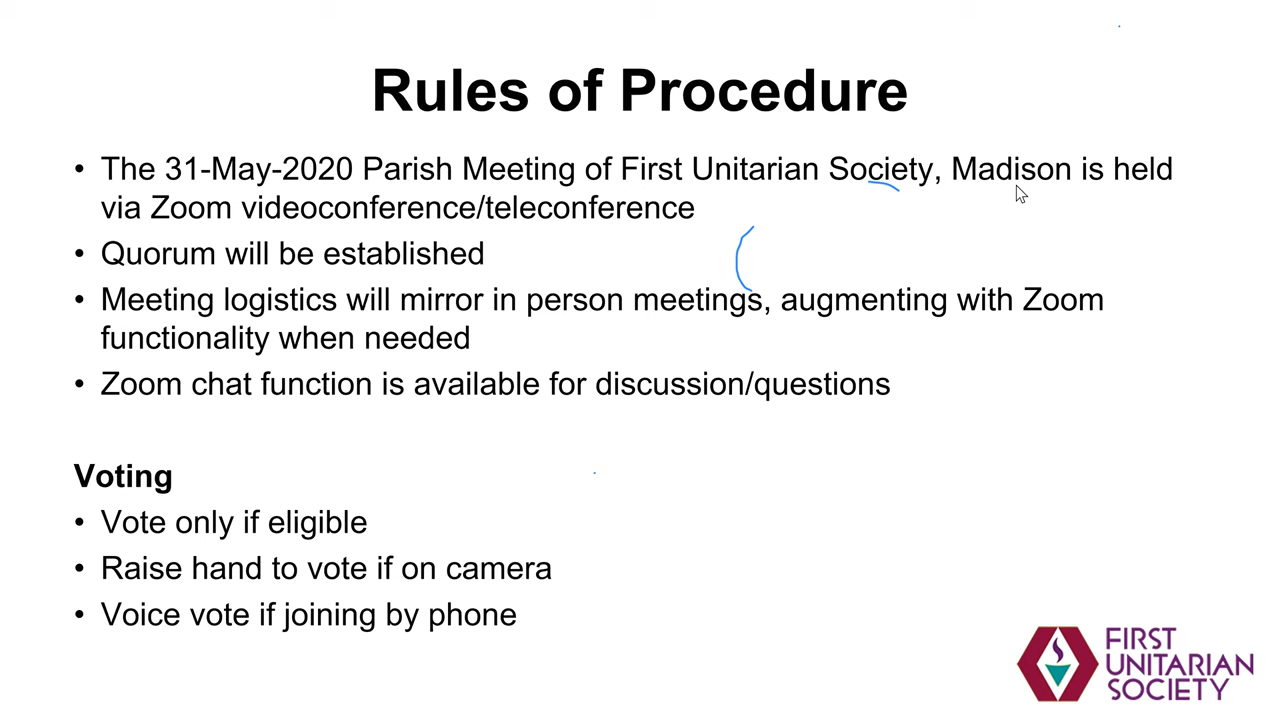 Rules of Procedure
• The 31-May-2020 Parish Meeting of First Unitarian Society, Madison is held
via Zoom videoconference/teleconference
• Quorum will be established
• Meeting logistics will mirror in person meetings, augmenting with Zoom
functionality when needed
• Zoom chat function is available for discussion/questions
Voting
• Vote only if eligible
• Raise hand to vote if on camera
• Voice vote if joining by phone
FIRST
UNITARIAN
SOCIETY